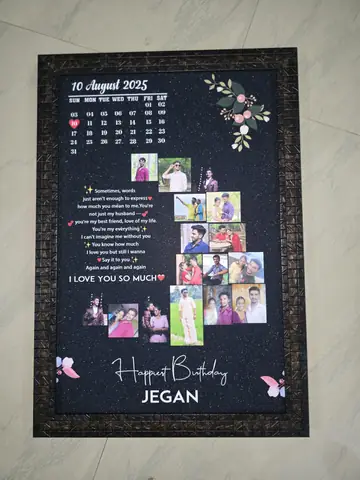 10 August 2025
SUN MON TUE WED THU FRI SAT
01 02
03 04 05 06 07 08 09
10 11 12 13 14 15 16
17 18 19 20 21 22 23
24 25 26 27 28 29 30
31
Sometimes, words
just aren't enough to express
how much you mean to me.You're
not just my husband
you're my best friend, love of my life.
You're my everything
I can't imagine me without you
You know how much
I love you but still I wanna
Say it to you
Again and again and again
I LOVE YOU SO MUCH
Happiest Birthday
JEGAN